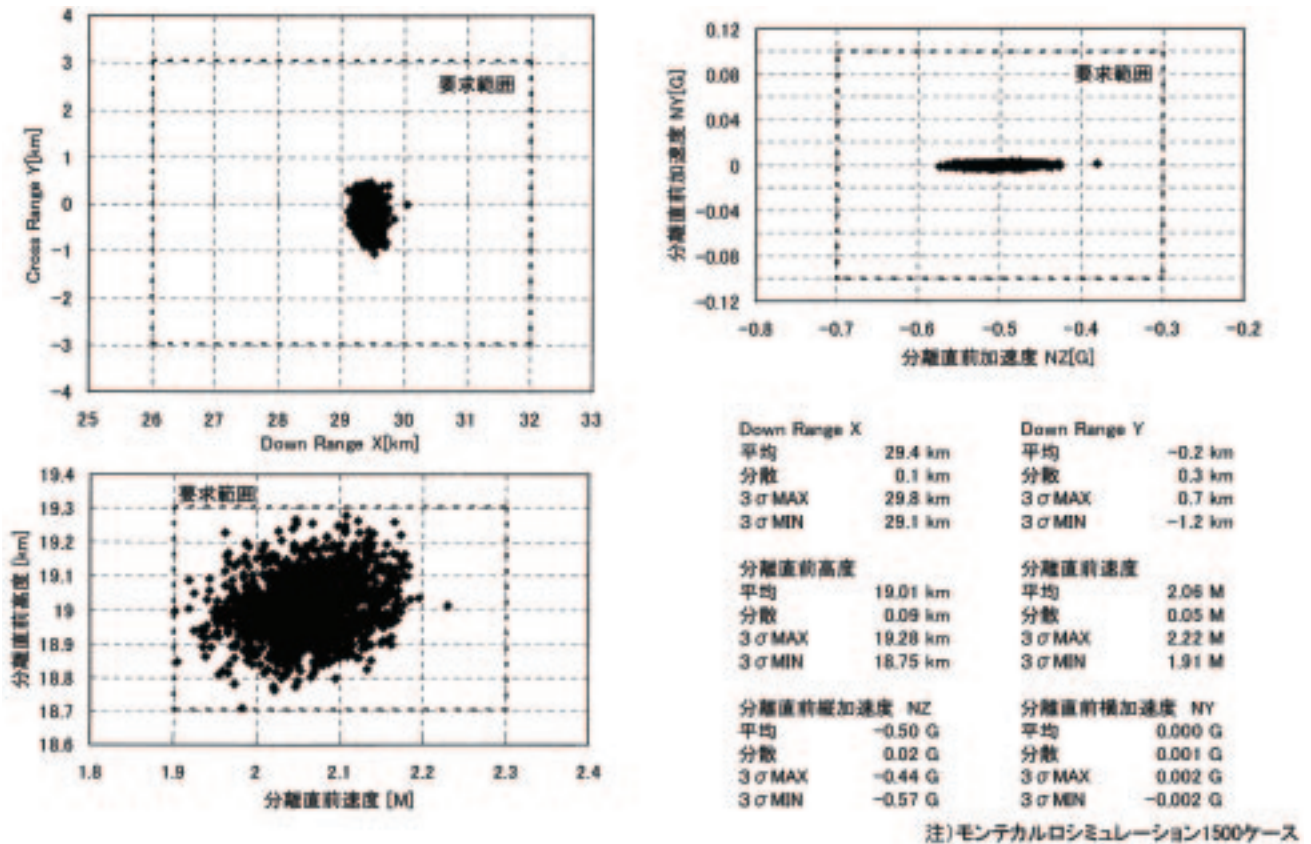 4
3
2
1
0
-1
-2
-3
-4
Cross Range Y[km]
要求範囲
25 26 27 28 29 30 31 32 33
Down Range X[km]
0.12
0.08
0.04
0
-0.04
-0.08
-0.12
分離直前加速度 NY[G]
要求範囲
-0.8 -0.7 -0.6 -0.5 -0.4 -0.3 -0.2
分離直前加速度 NZ[G]
19.4
19.3
19.2
19.1
19
18.9
18.8
18.7
18.6
分離直前高度 [km]
要求範囲
1.8 1.9 2 2.1 2.2 2.3 2.4
分離直前速度 [M]
Down Range X
平均 29.4 km
分散 0.1 km
3σMAX 29.8 km
3σMIN 29.1 km
Down Range Y
平均 -0.2 km
分散 0.3 km
3σMAX 0.7 km
3σMIN -1.2 km
分離直前高度
平均 19.01 km
分散 0.09 km
3σMAX 19.28 km
3σMIN 18.75 km
分離直前速度
平均 2.06 M
分散 0.05 M
3σMAX 2.22 M
3σMIN 1.91 M
分離直前縦加速度 NZ
平均 -0.50 G
分散 0.02 G
3σMAX -0.44 G
3σMIN -0.57 G
分離直前横加速度 NY
平均 0.000 G
分散 0.001 G
3σMAX 0.002 G
3σMIN -0.002 G
注)モンテカルロシミュレーション1500ケース